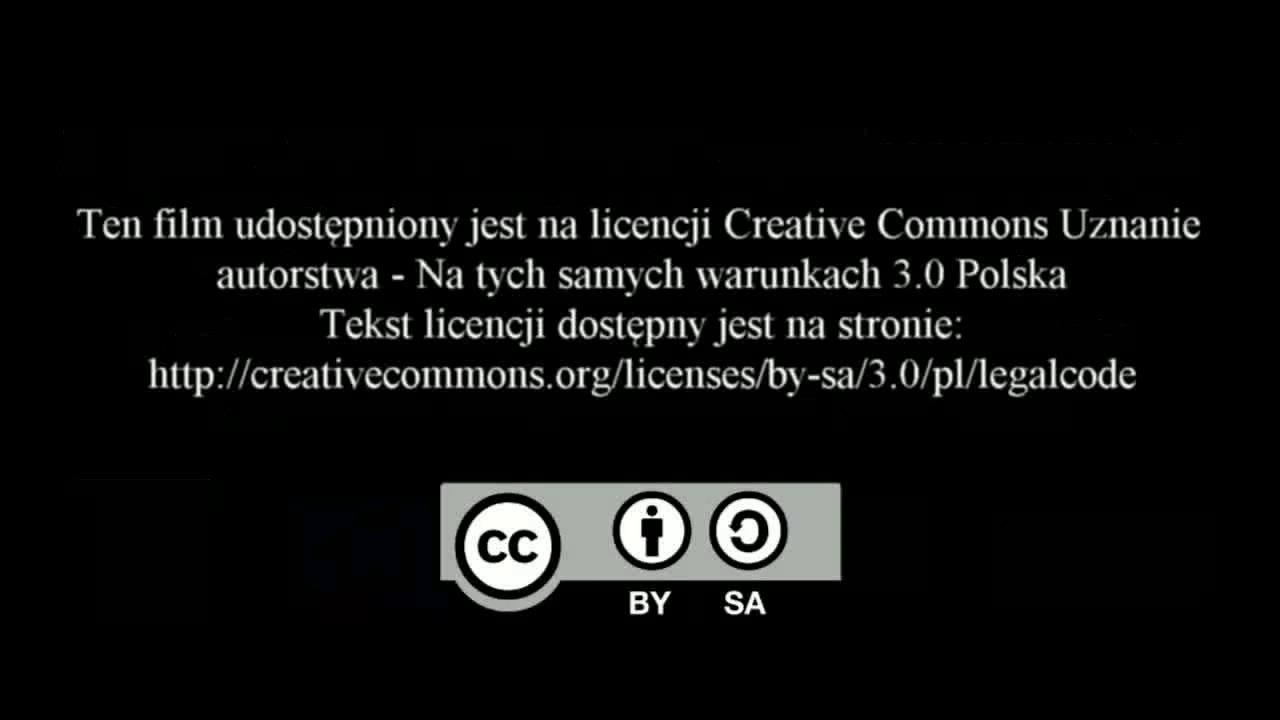 Ten film udostępniony jest na licencji Creative Commons Uznanie
autorstwa - Na tych samych warunkach 3.0 Polska
Tekst licencji dostępny jest na stronie:
http://creativecommons.org/licenses/by-sa/3.0/pl/legalcode
CC
BY SA